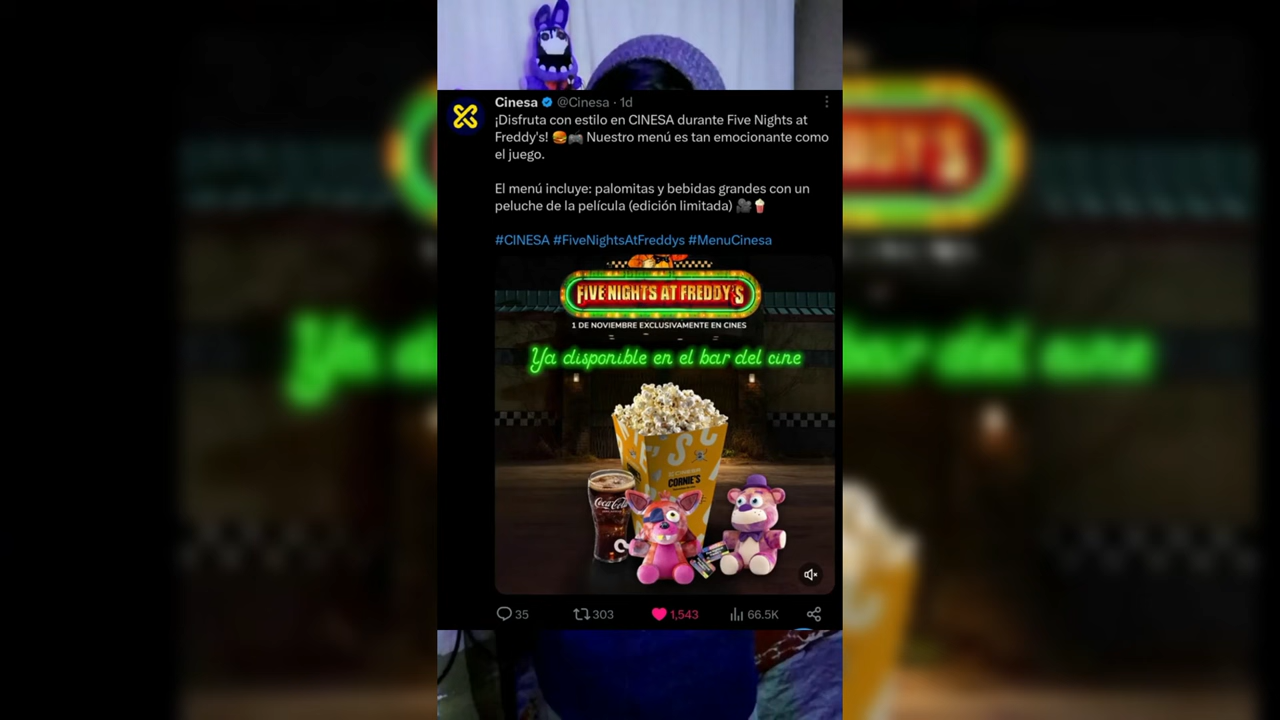 Cinesa @Cinesa · 1d
¡Disfruta con estilo en CINESA durante Five Nights at
Freddy's! 🍔🎮 Nuestro menú es tan emocionante como
el juego.
El menú incluye: palomitas y bebidas grandes con un
peluche de la película (edición limitada) 🎥🍿
#CINESA #FiveNightsAtFreddys #MenuCinesa
FIVE NIGHTS AT FREDDY'S
1 DE NOVIEMBRE EXCLUSIVAMENTE EN CINES
Ya disponible en el bar del cine
CORNIE'S
Coca-Cola
35
303
1,543
66.5K